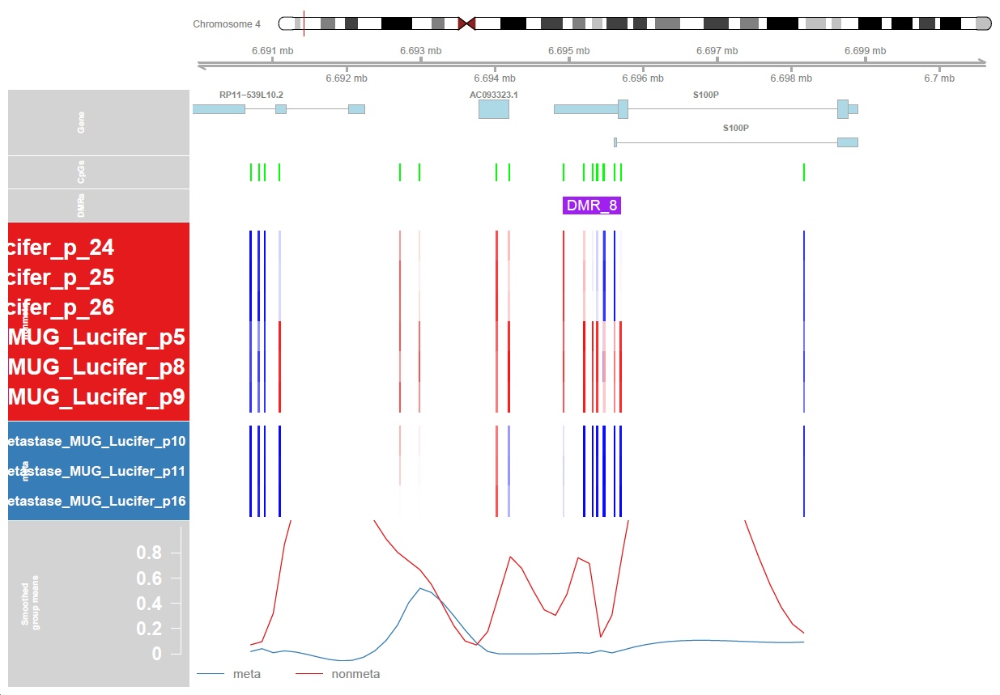 Chromosome 4
6.691 mb 6.693 mb 6.695 mb 6.697 mb 6.699 mb
6.692 mb 6.694 mb 6.696 mb 6.698 mb 6.7 mb
Gene
RP11−539L10.2 AC093323.1 S100P
S100P
CpGs
DMRs
DMR_8
cifer_p_24
cifer_p_25
cifer_p_26
MUG_Lucifer_p5
MUG_Lucifer_p8
MUG_Lucifer_p9
etastase_MUG_Lucifer_p10
meta
etastase_MUG_Lucifer_p11
etastase_MUG_Lucifer_p16
Smoothed
group means
0.8
0.6
0.4
0.2
0
meta nonmeta